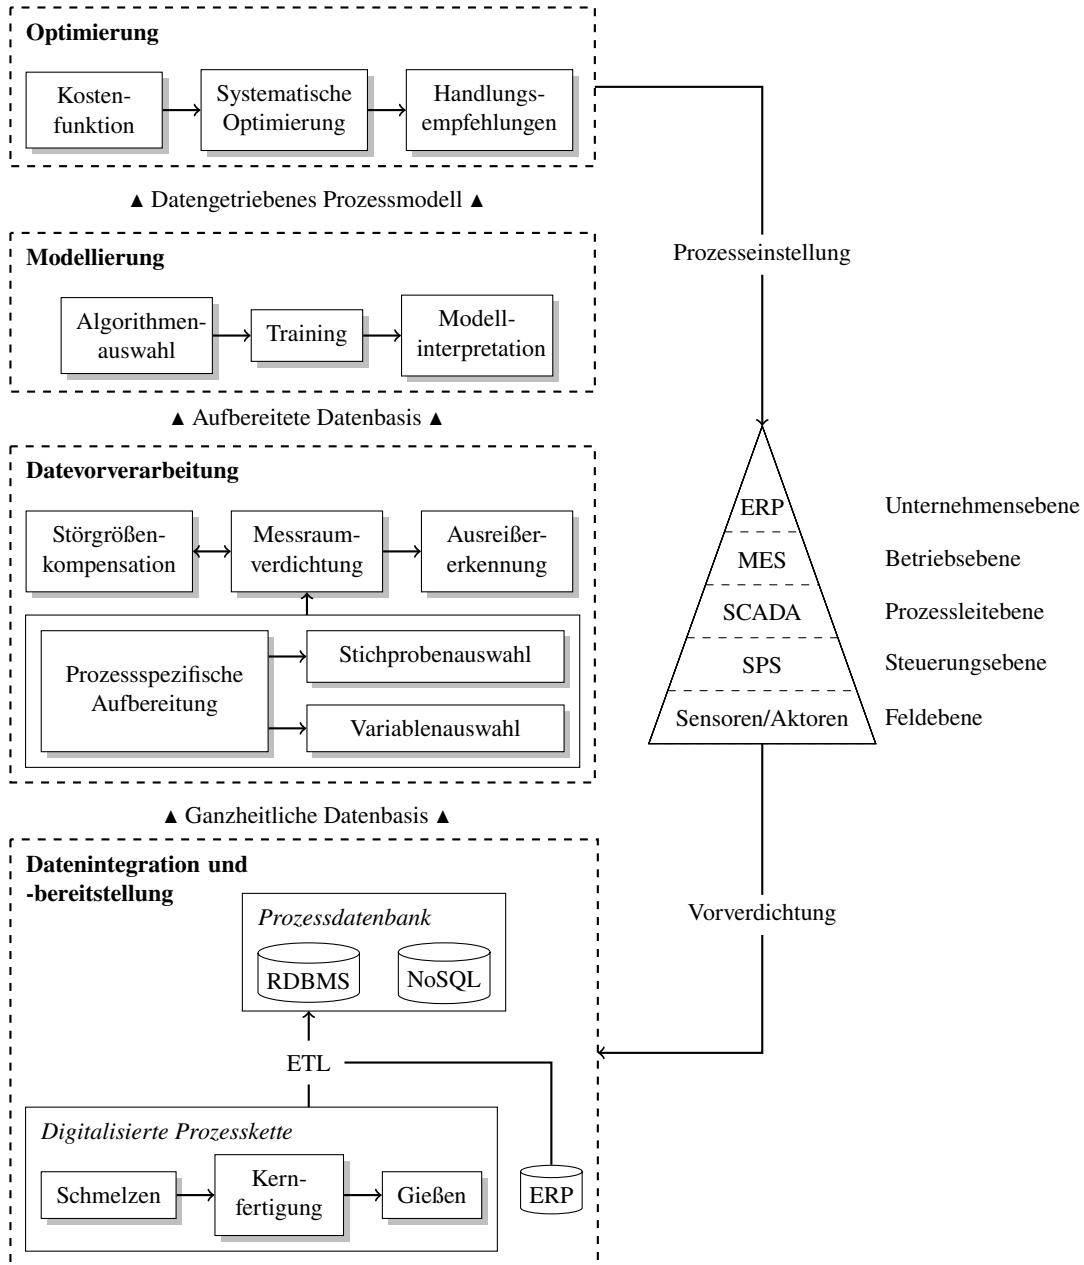 Optimierung
Kosten-
funktion
Systematische
Optimierung
Handlungs-
empfehlungen
▲ Datengetriebenes Prozessmodell ▲
Modellierung
Algorithmen-
auswahl
Training
Modell-
interpretation
▲ Aufbereitete Datenbasis ▲
Datevorverarbeitung
Störgrößen-
kompensation
Messraum-
verdichtung
Ausreißer-
erkennung
Prozessspezifische
Aufbereitung
Stichprobenauswahl
Variablenauswahl
▲ Ganzheitliche Datenbasis ▲
Datenintegration und
-bereitstellung
Prozessdatenbank
RDBMS
NoSQL
ETL
Digitalisierte Prozesskette
Schmelzen
Kern-
fertigung
Gießen
ERP
Prozesseinstellung
ERP
Unternehmensebene
MES
Betriebsebene
SCADA
Prozessleitebene
SPS
Steuerungsebene
Sensoren/Aktoren
Feldebene
Vorverdichtung